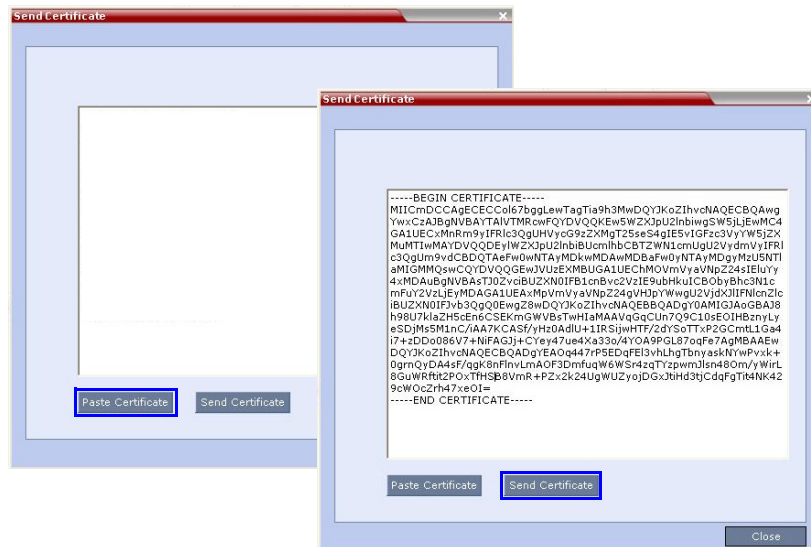 Send Certificate
Paste Certificate
Send Certificate
Send Certificate
-----BEGIN CERTIFICATE-----
MIICmDCCAgECECCol67bggLewTagTia9h3MwDQYJKoZIhvcNAQECBQAwg
YwxCzAJBgNVBAYTAlVTMRcwFQYDVQQKEw5WZXJpU2lnbiwgSW5jLjEwMC4
GA1UECxMnRm9yIFRlc3QgUHVycG9zZXMgT25seS4gIE5vIGFzc3VyYW5jZX
MuMTIwMAYDVQQDEylWZXJpU2lnbiBUcmlhbCBTZWN1cmUgU2VydmVyIFRl
c3QgUm9vdCBDQTAeFw0wNTAyMDkwMDAwMDBaFw0yNTAyMDgyMzU5NTl
aMIGMMQswCQYDVQQGEwJVUzEXMBUGA1UEChMOVmVyaVNpZ24sIEluYy
4xMDAuBgNVBAsTJ0ZvciBUZXN0IFB1cnBvc2VzIE9ubHkuICBObyBhc3N1c
mFuY2VzLjEyMDAGA1UEAxMpVmVyaVNpZ24gVHJpYWwgU2VjdXJlIFNlcnZlc
iBUZXN0IFJvb3QgQ0EwgZ8wDQYJKoZIhvcNAQEBBQADgY0AMIGJAoGBAJ8
h98U7klaZH5cEn6CSEKmGWVBsTwHIaMAAVqGqCUn7Q9C10sEOIHBznyLy
eSDjMs5M1nC/iAA7KCASf/yHz0AdlU+1IRSijwHTF/2dYSoTTxP2GCmtL1Ga4
i7+zDDo086V7+NiFAGJj+CYey47ue4Xa33o/4YOA9PGL87oqFe7AgMBAAEw
DQYJKoZIhvcNAQECBQADgYEAOq447rP5EDqFEl3vhLhgTbnyaskNYwPvxk+
0grnQyDA4sF/qgK8nFlnvLmAOF3DmfuqW6WSr4zqTYzpwmJlsn48Om/yWirL
8GuWRftit2POxTfHSB8VmR+PZx2k24UgWUZyojDGxJtiHd3tjCdqFgTit4NK42
9cWOcZrh47xeOI=
-----END CERTIFICATE-----
Paste Certificate
Send Certificate
Close